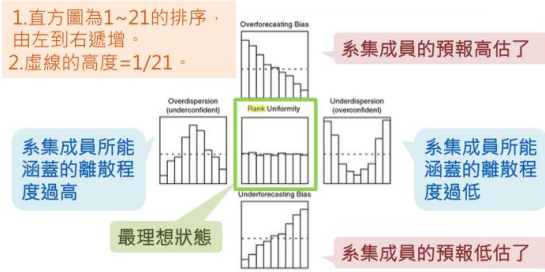 1.直方圖為1~21的排序，
由左到右遞增。
2.虛線的高度=1/21。
Overforecasting Bias
系集成員的預報高估了
Overdispersion
(underconfident)
Rank Uniformity
Underdispersion
(overconfident)
系集成員所能
涵蓋的離散程
度過高
系集成員所能
涵蓋的離散程
度過低
最理想狀態
Underforecasting Bias
系集成員的預報低估了